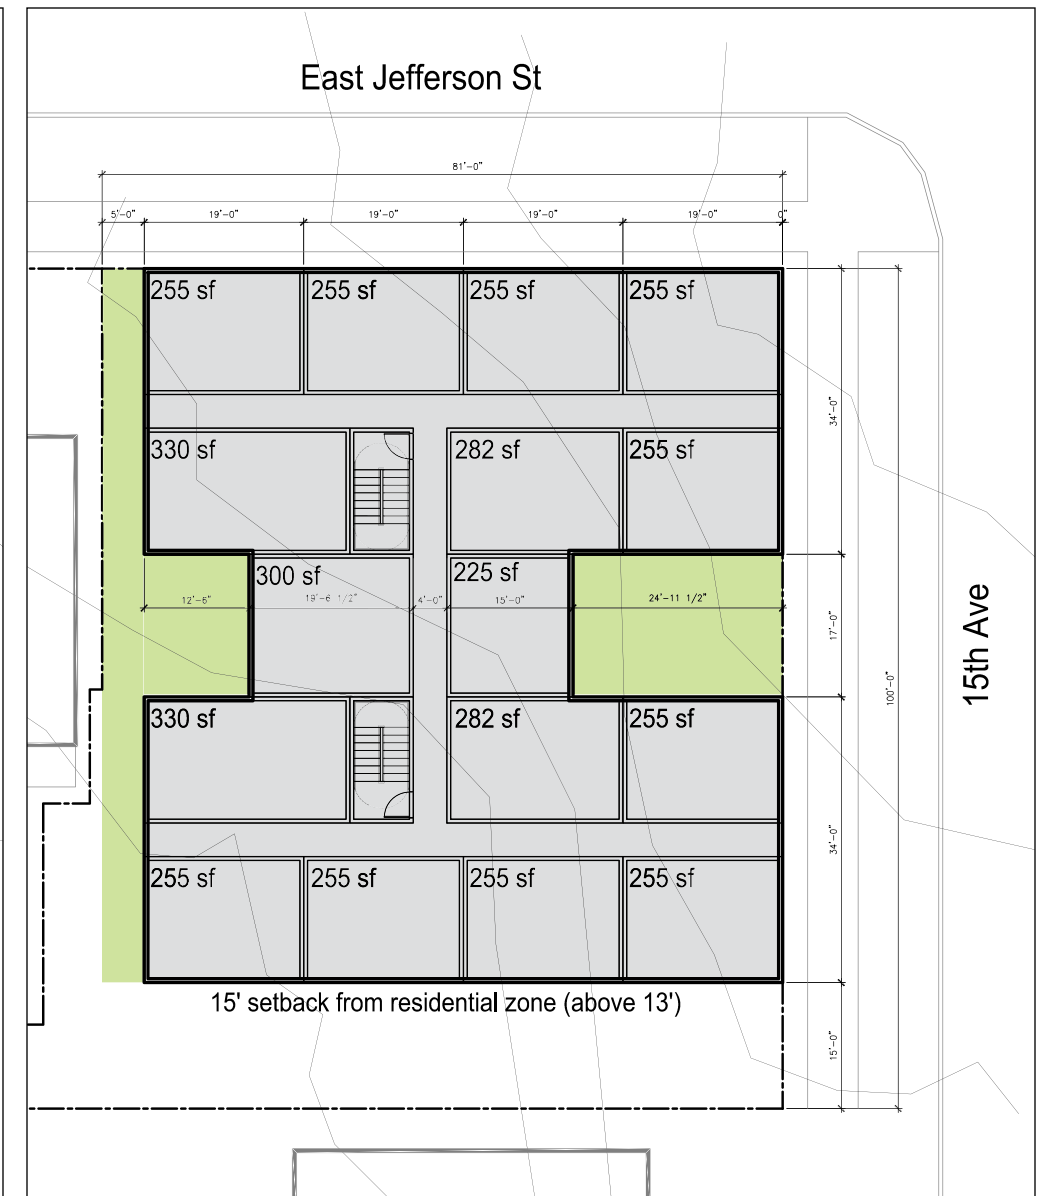 East Jefferson St
81'-0"
5'-0" 19'-0" 19'-0" 19'-0" 19'-0" 0"
255 sf 255 sf 255 sf 255 sf
34'-0"
330 sf 282 sf 255 sf
300 sf 225 sf
12'-6" 19'-6 1/2" 4'-0" 15'-0" 24'-11 1/2"
17'-0"
100'-0"
15th Ave
330 sf 282 sf 255 sf
34'-0"
255 sf 255 sf 255 sf 255 sf
15' setback from residential zone (above 13')
15'-0"